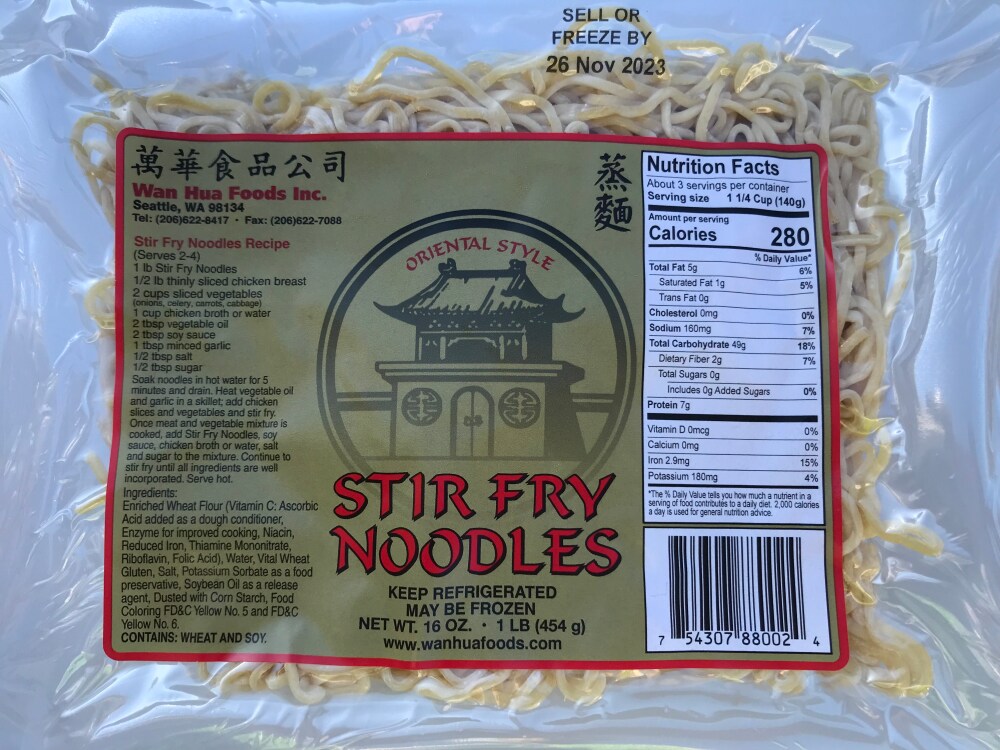 SELL OR
FREEZE BY
26 Nov 2023
萬華食品公司
Wan Hua Foods Inc.
Seattle, WA 98134
Tel: (206)622-8417 · Fax: (206)622-7088
Stir Fry Noodles Recipe
(Serves 2-4)
1 lb Stir Fry Noodles
1/2 lb thinly sliced chicken breast
2 cups sliced vegetables
(onions, celery, carrots, cabbage)
1 cup chicken broth or water
2 tbsp vegetable oil
2 tbsp soy sauce
1 tbsp minced garlic
1/2 tbsp salt
1/2 tbsp sugar
Soak noodles in hot water for 5
minutes and drain. Heat vegetable oil
and garlic in a skillet; add chicken
slices and vegetables and stir fry.
Once meat and vegetable mixture is
cooked, add Stir Fry Noodles, soy
sauce, chicken broth or water, salt
and sugar to the mixture. Continue to
stir fry until all ingredients are well
incorporated. Serve hot.
Ingredients:
Enriched Wheat Flour (Vitamin C: Ascorbic
Acid added as a dough conditioner,
Enzyme for improved cooking, Niacin,
Reduced Iron, Thiamine Mononitrate,
Riboflavin, Folic Acid), Water, Vital Wheat
Gluten, Salt, Potassium Sorbate as a food
preservative, Soybean Oil as a release
agent, Dusted with Corn Starch, Food
Coloring FD&C Yellow No. 5 and FD&C
Yellow No. 6.
CONTAINS: WHEAT AND SOY.
蒸麵
ORIENTAL STYLE
STIR FRY
NOODLES
KEEP REFRIGERATED
MAY BE FROZEN
NET WT. 16 OZ. · 1 LB (454 g)
www.wanhuafoods.com
Nutrition Facts
About 3 servings per container
Serving size 1 1/4 Cup (140g)
Amount per serving
Calories 280
% Daily Value*
Total Fat 5g 6%
Saturated Fat 1g 5%
Trans Fat 0g
Cholesterol 0mg 0%
Sodium 160mg 7%
Total Carbohydrate 49g 18%
Dietary Fiber 2g 7%
Total Sugars 0g
Includes 0g Added Sugars 0%
Protein 7g
Vitamin D 0mcg 0%
Calcium 0mg 0%
Iron 2.9mg 15%
Potassium 180mg 4%
*The % Daily Value tells you how much a nutrient in a
serving of food contributes to a daily diet. 2,000 calories
a day is used for general nutrition advice.
7 54307 88002 4